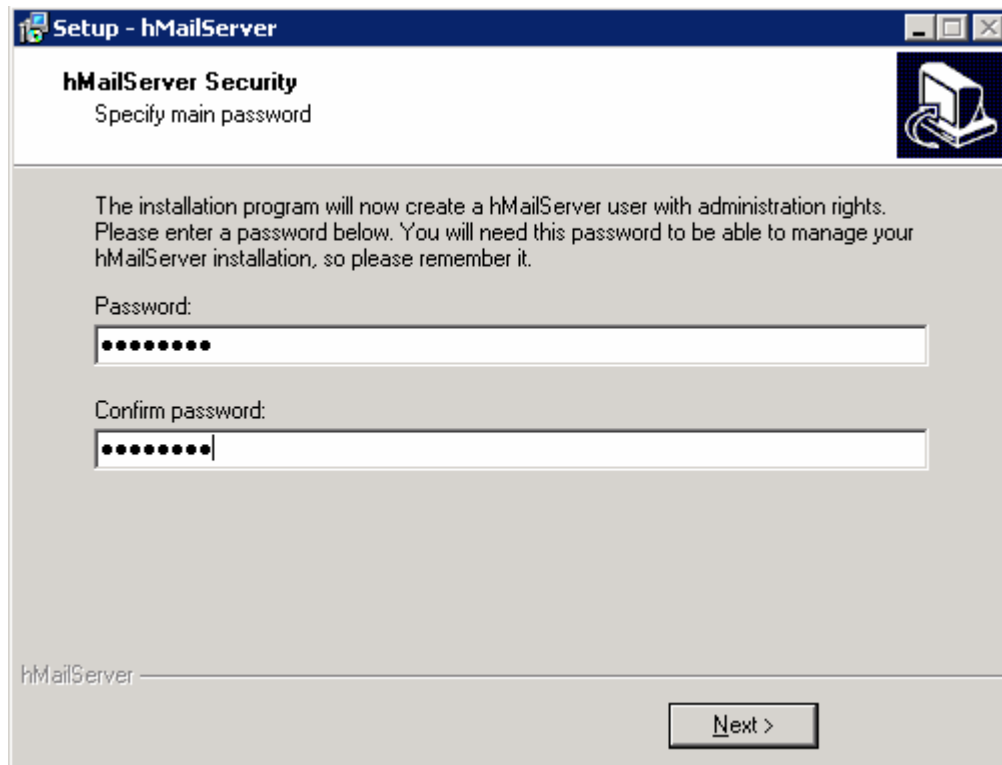 Setup - hMailServer
hMailServer Security
Specify main password
The installation program will now create a hMailServer user with administration rights.
Please enter a password below. You will need this password to be able to manage your
hMailServer installation, so please remember it.
Password:
●●●●●●●●
Confirm password:
●●●●●●●●
hMailServer
Next >